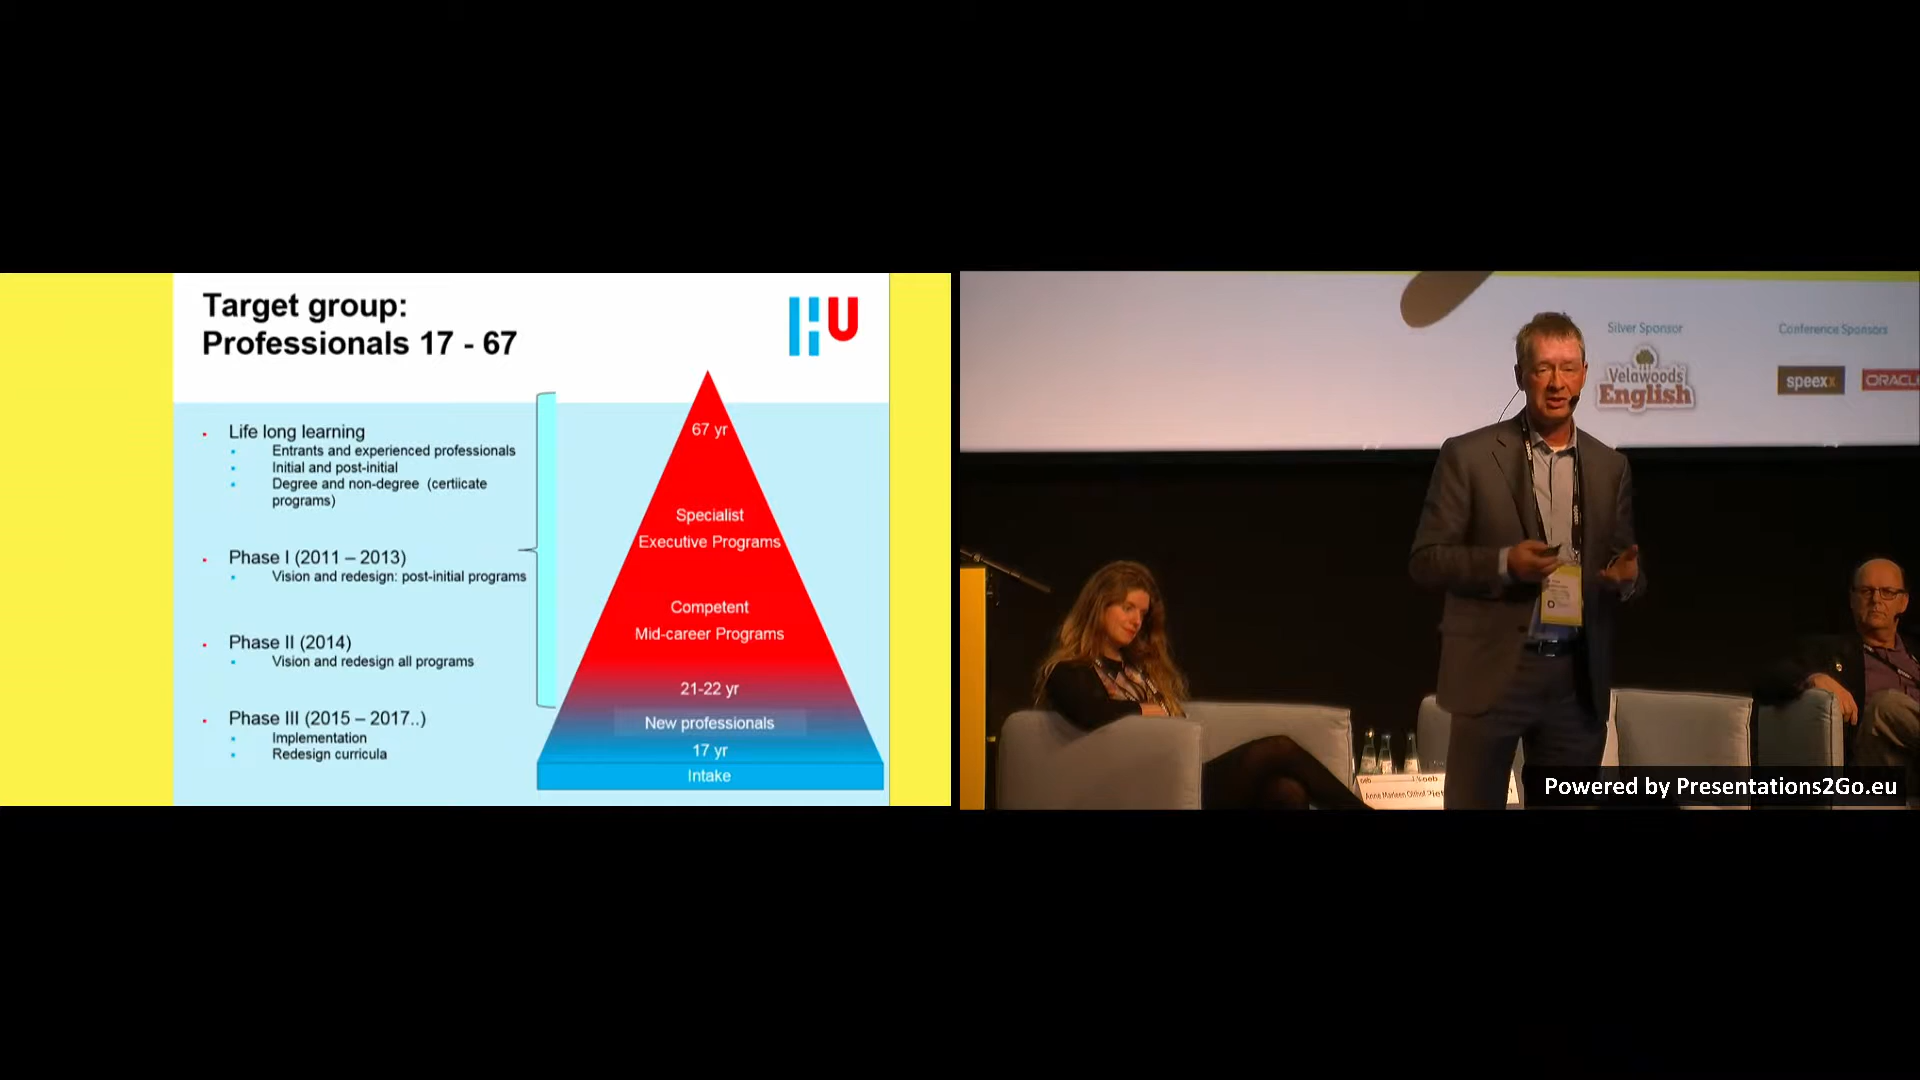 Target group:
Professionals 17 - 67
HU
Life long learning
Entrants and experienced professionals
Initial and post-initial
Degree and non-degree (certiicate
programs)
Phase I (2011 – 2013)
Vision and redesign: post-initial programs
Phase II (2014)
Vision and redesign all programs
Phase III (2015 – 2017..)
Implementation
Redesign curricula
67 yr
Specialist
Executive Programs
Competent
Mid-career Programs
21-22 yr
New professionals
17 yr
Intake
Silver Sponsor
Velawoods
English
Conference Sponsors
speexx
ORACL
Powered by Presentations2Go.eu